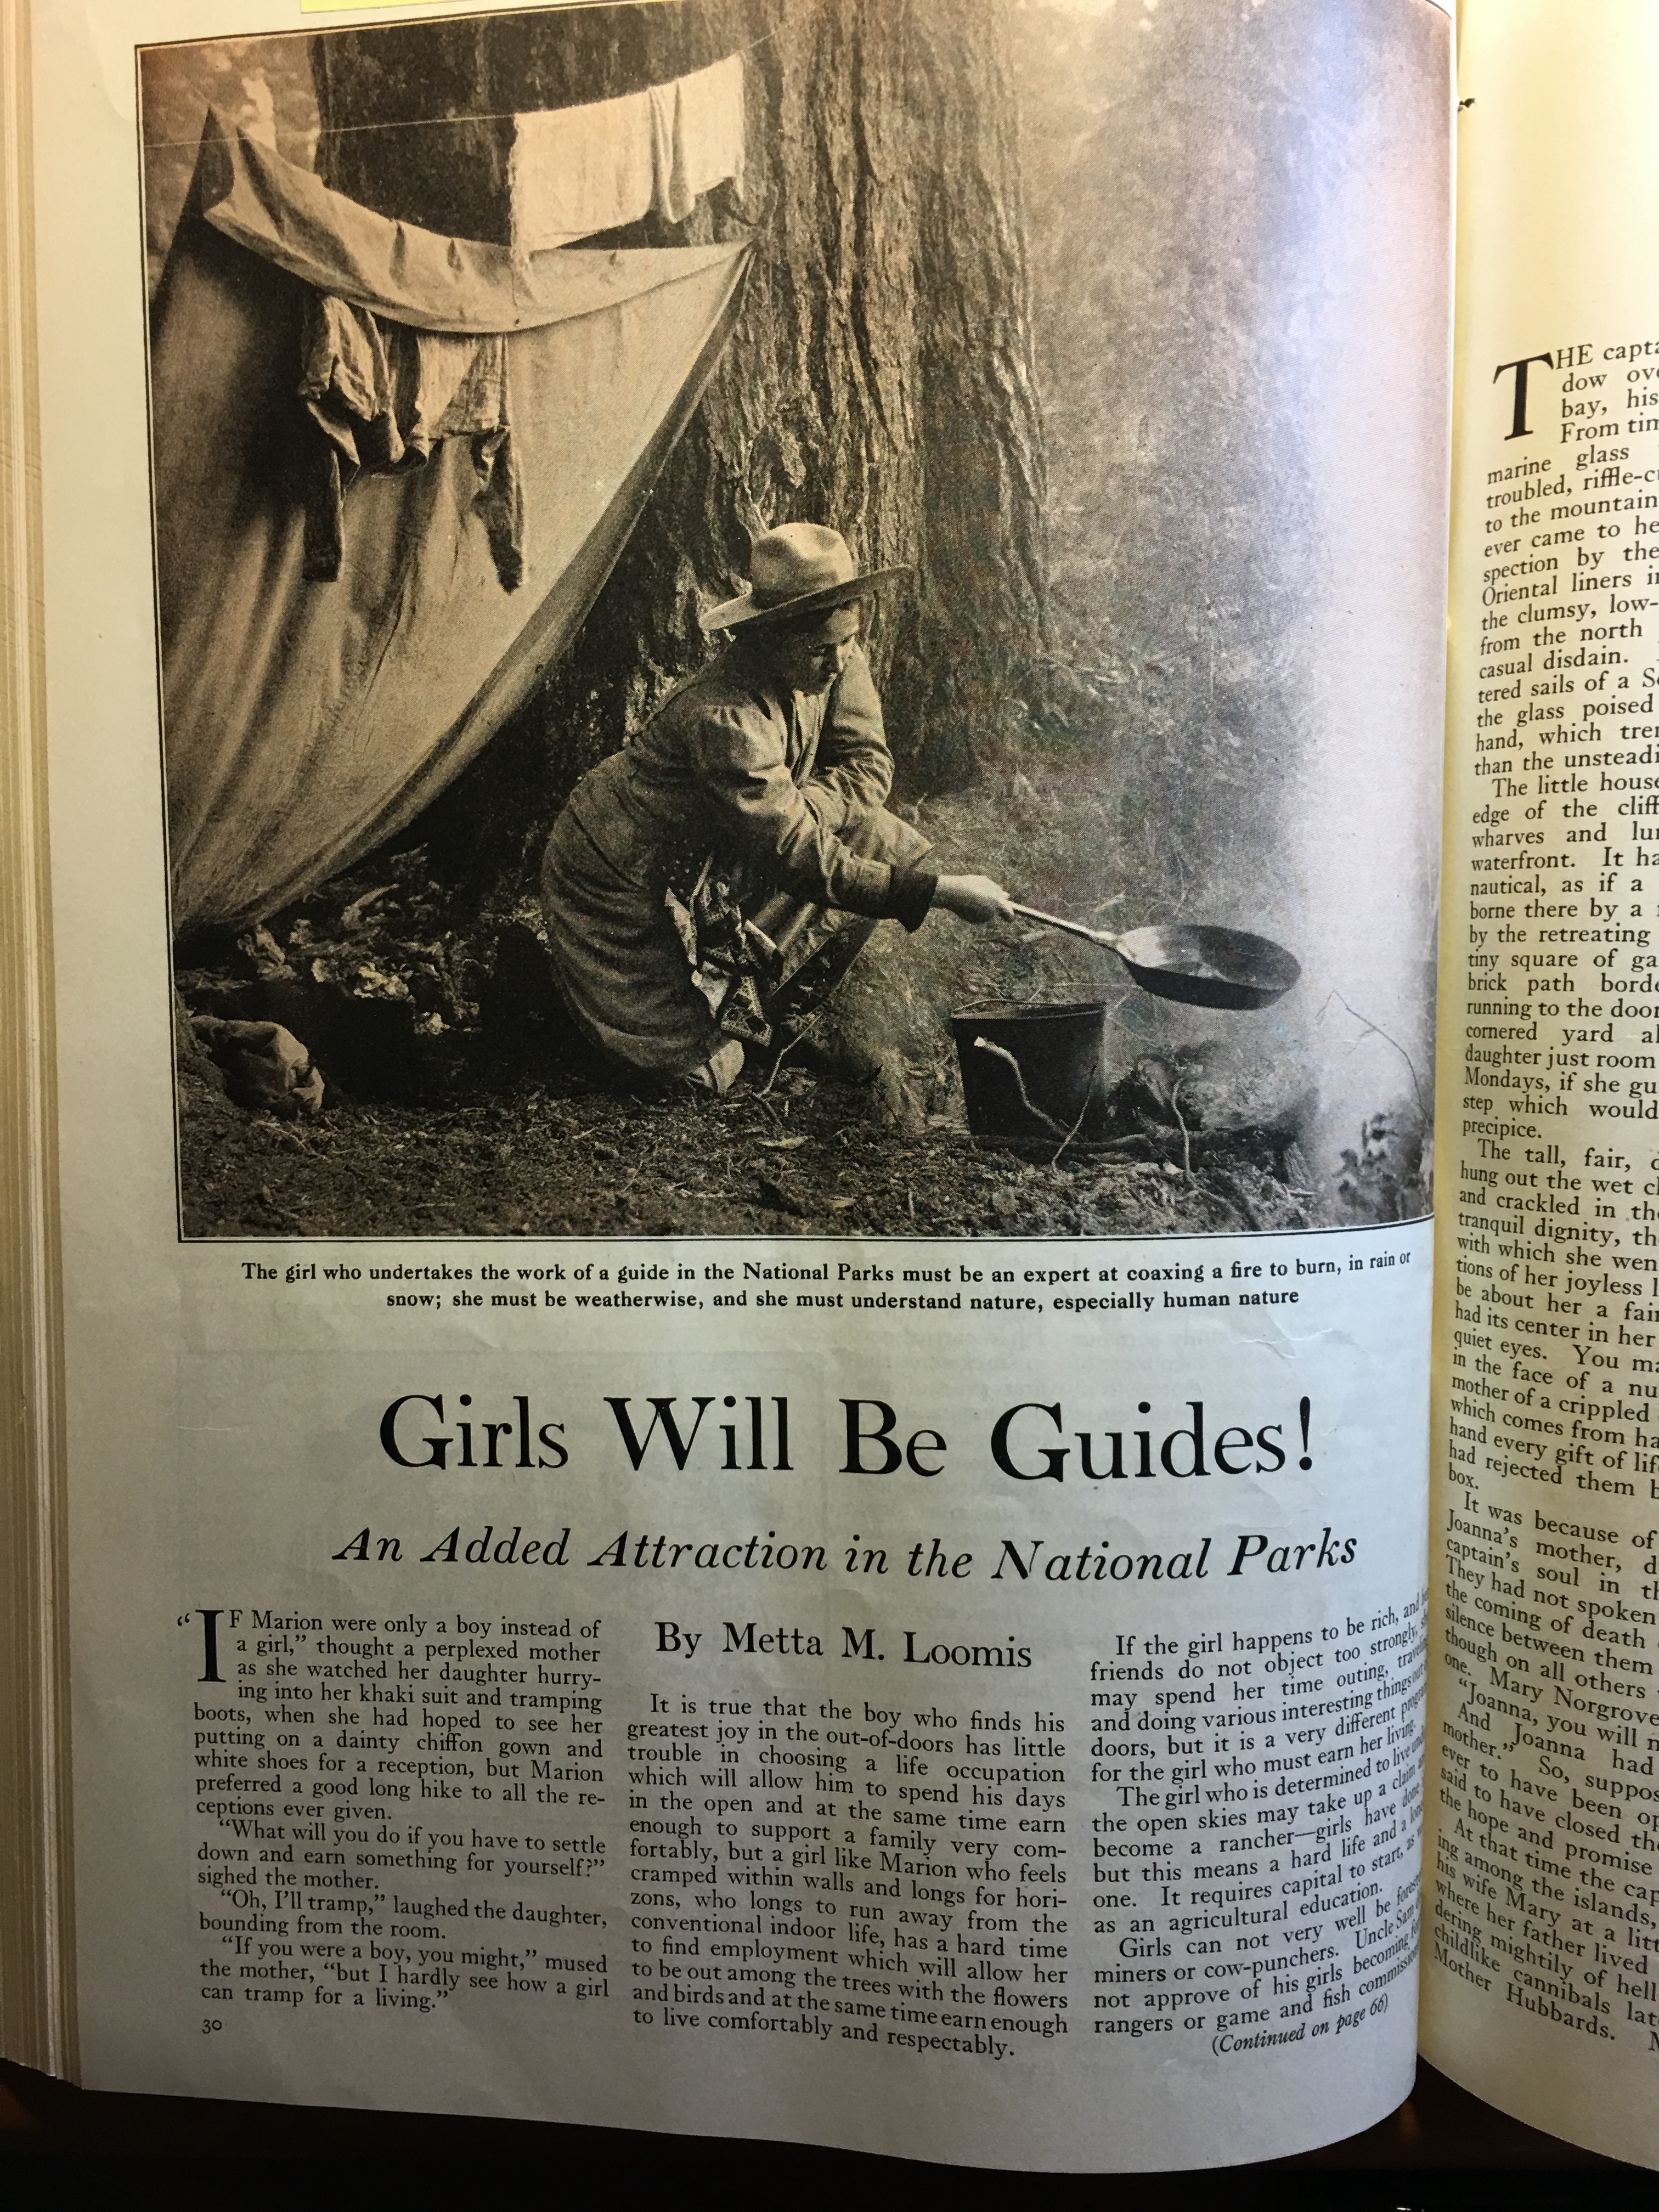 The girl who undertakes the work of a guide in the National Parks must be an expert at coaxing a fire to burn, in rain or
snow; she must be weatherwise, and she must understand nature, especially human nature
Girls Will Be Guides!
An Added Attraction in the National Parks
By Metta M. Loomis
"IF Marion were only a boy instead of
a girl," thought a perplexed mother
as she watched her daughter hurry-
ing into her khaki suit and tramping
boots, when she had hoped to see her
putting on a dainty chiffon gown and
white shoes for a reception, but Marion
preferred a good long hike to all the re-
ceptions ever given.
"What will you do if you have to settle
down and earn something for yourself?"
sighed the mother.
"Oh, I'll tramp," laughed the daughter,
bounding from the room.
"If you were a boy, you might," mused
the mother, "but I hardly see how a girl
can tramp for a living."
30
It is true that the boy who finds his
greatest joy in the out-of-doors has little
trouble in choosing a life occupation
which will allow him to spend his days
in the open and at the same time earn
enough to support a family very com-
fortably, but a girl like Marion who feels
cramped within walls and longs for hori-
zons, who longs to run away from the
conventional indoor life, has a hard time
to find employment which will allow her
to be out among the trees with the flowers
and birds and at the same time earn enough
to live comfortably and respectably.
If the girl happens to be rich, and
friends do not object too strongly,
may spend her time outing,
and doing various interesting things
doors, but it is a very different
for the girl who must earn her living.
The girl who is determined to live
the open skies may take up a claim
become a rancher—girls have done
but this means a hard life and a
one. It requires capital to start, as
as an agricultural education.
Girls can not very well be
miners or cow-punchers. Uncle Sam
not approve of his girls becoming
rangers or game and fish
(Continued on page 66)
THE
dow
bay, his
From
marine glass
troubled,
to the mountain
ever came to
spection by the
Oriental liners
the clumsy, low-
from the north
casual disdain.
tered sails of a
the glass poised
hand, which
than the
The little house
edge of the cliff
wharves and
waterfront. It
nautical, as if a
borne there by a
by the retreating
tiny square of
brick path
running to the door
cornered yard
daughter just room
Mondays, if she
step which would
precipice.
The tall, fair,
hung out the wet
and crackled in
tranquil dignity,
with which she
tions of her joyless
be about her a
had its center in her
quiet eyes. You
in the face of a
mother of a crippled
which comes from
hand every gift of
had rejected them
box.
It was because of
Joanna's mother,
captain's soul in
They had not spoken
the coming of death
silence between them
though on all others
one. Mary Norgrove
"Joanna, you will
And Joanna had
mother." So,
ever to have been
said to have closed
the hope and promise
At that time the
ing among the islands,
his wife Mary at a
where her father lived
dering mightily of
childlike cannibals
Mother Hubbards.